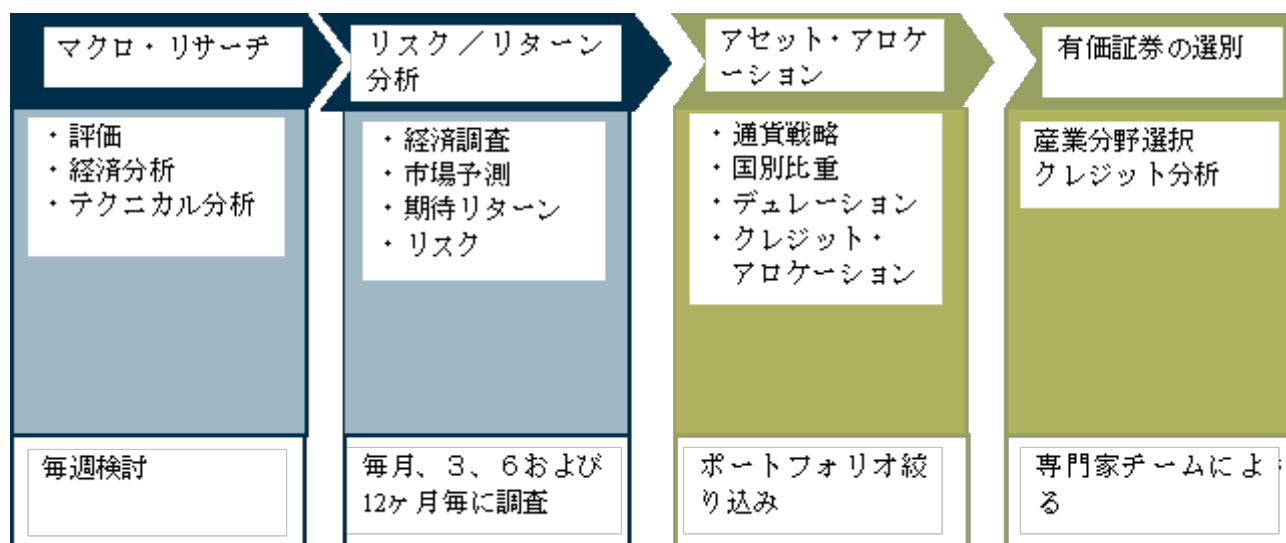 マクロ・リサーチ
・評価
・経済分析
・テクニカル分析
毎週検討
リスク／リターン
分析
・経済調査
・市場予測
・期待リターン
・リスク
毎月、３、６および
12ヶ月毎に調査
アセット・アロケ
ーション
・通貨戦略
・国別比重
・デュレーション
・クレジット・
アロケーション
ポートフォリオ絞
り込み
有価証券の選別
産業分野選択
クレジット分析
専門家チームによ
る